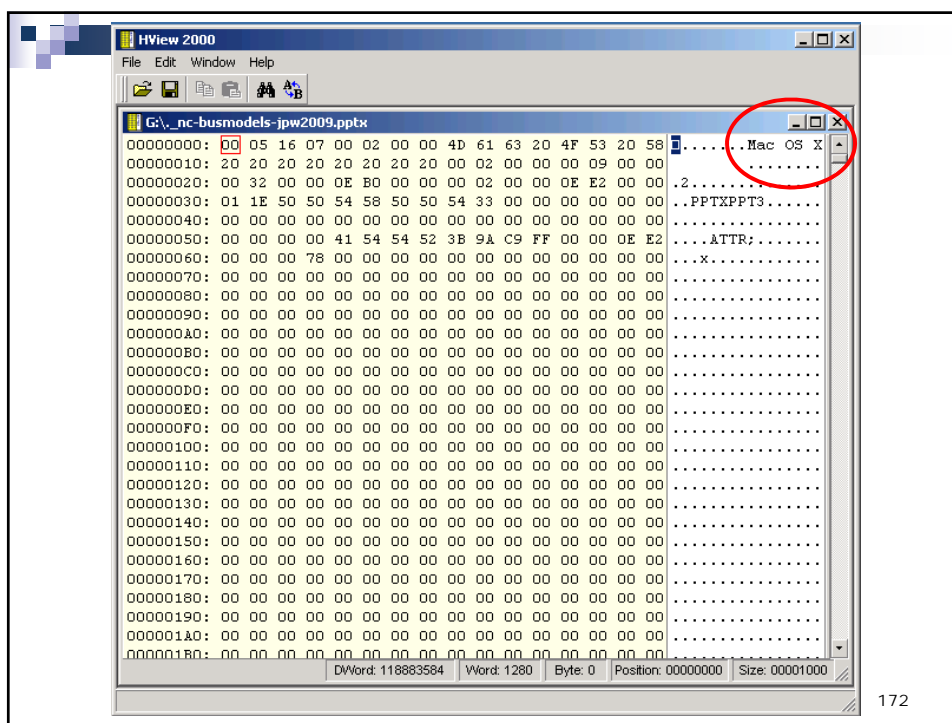 HView 2000
File Edit Window Help
G:\._nc-busmodels-jpw2009.pptx
00000000: 00 05 16 07 00 02 00 00 4D 61 63 20 4F 53 20 58 ........Mac OS X
00000010: 20 20 20 20 20 20 20 20 00 02 00 00 00 09 00 00         ........
00000020: 00 32 00 00 0E B0 00 00 00 02 00 00 0E E2 00 00 .2..............
00000030: 01 1E 50 50 54 58 50 50 54 33 00 00 00 00 00 00 ..PPTXPPT3......
00000040: 00 00 00 00 00 00 00 00 00 00 00 00 00 00 00 00 ................
00000050: 00 00 00 00 41 54 54 52 3B 9A C9 FF 00 00 0E E2 ....ATTR;.......
00000060: 00 00 00 78 00 00 00 00 00 00 00 00 00 00 00 00 ...x............
00000070: 00 00 00 00 00 00 00 00 00 00 00 00 00 00 00 00 ................
00000080: 00 00 00 00 00 00 00 00 00 00 00 00 00 00 00 00 ................
00000090: 00 00 00 00 00 00 00 00 00 00 00 00 00 00 00 00 ................
000000A0: 00 00 00 00 00 00 00 00 00 00 00 00 00 00 00 00 ................
000000B0: 00 00 00 00 00 00 00 00 00 00 00 00 00 00 00 00 ................
000000C0: 00 00 00 00 00 00 00 00 00 00 00 00 00 00 00 00 ................
000000D0: 00 00 00 00 00 00 00 00 00 00 00 00 00 00 00 00 ................
000000E0: 00 00 00 00 00 00 00 00 00 00 00 00 00 00 00 00 ................
000000F0: 00 00 00 00 00 00 00 00 00 00 00 00 00 00 00 00 ................
00000100: 00 00 00 00 00 00 00 00 00 00 00 00 00 00 00 00 ................
00000110: 00 00 00 00 00 00 00 00 00 00 00 00 00 00 00 00 ................
00000120: 00 00 00 00 00 00 00 00 00 00 00 00 00 00 00 00 ................
00000130: 00 00 00 00 00 00 00 00 00 00 00 00 00 00 00 00 ................
00000140: 00 00 00 00 00 00 00 00 00 00 00 00 00 00 00 00 ................
00000150: 00 00 00 00 00 00 00 00 00 00 00 00 00 00 00 00 ................
00000160: 00 00 00 00 00 00 00 00 00 00 00 00 00 00 00 00 ................
00000170: 00 00 00 00 00 00 00 00 00 00 00 00 00 00 00 00 ................
00000180: 00 00 00 00 00 00 00 00 00 00 00 00 00 00 00 00 ................
00000190: 00 00 00 00 00 00 00 00 00 00 00 00 00 00 00 00 ................
000001A0: 00 00 00 00 00 00 00 00 00 00 00 00 00 00 00 00 ................
000001B0: 00 00 00 00 00 00 00 00 00 00 00 00 00 00 00 00 ................
DWord: 118883584 Word: 1280 Byte: 0 Position: 00000000 Size: 00001000
172